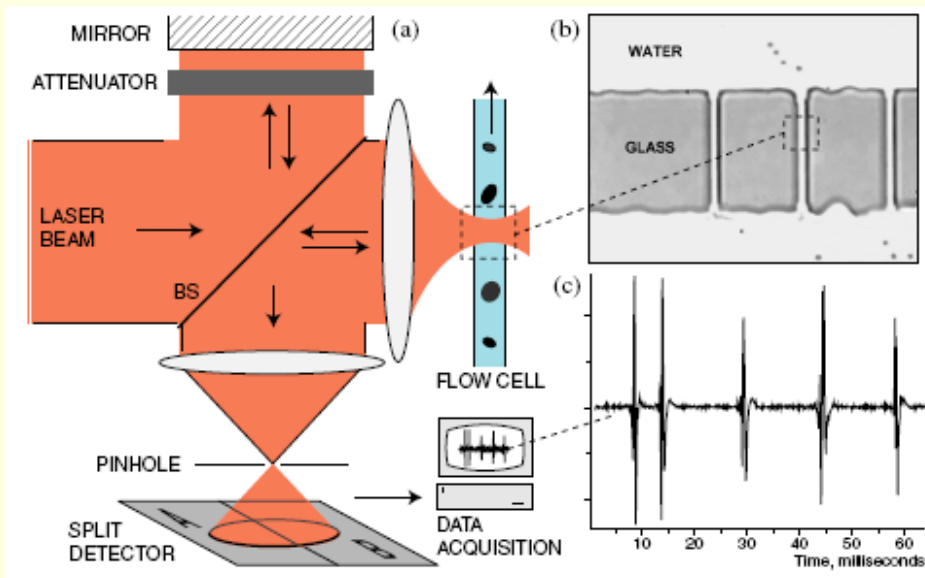 MIRROR
(a)
ATTENUATOR
LASER
BEAM
BS
FLOW CELL
PINHOLE
SPLIT
DETECTOR
A
B
DATA
ACQUISITION
(b)
WATER
GLASS
(c)
10 20 30 40 50 60
Time, milliseconds